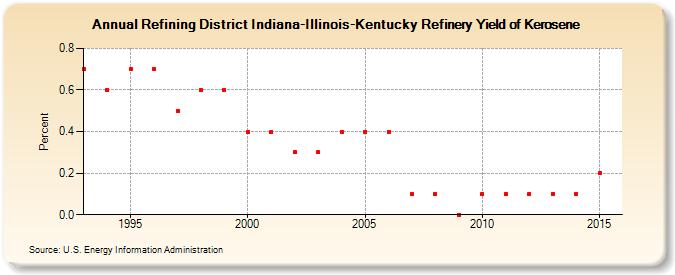 Annual Refining District Indiana-Illinois-Kentucky Refinery Yield of Kerosene
Percent
0.8
0.6
0.4
0.2
0.0
1995 2000 2005 2010 2015
Source: U.S. Energy Information Administration